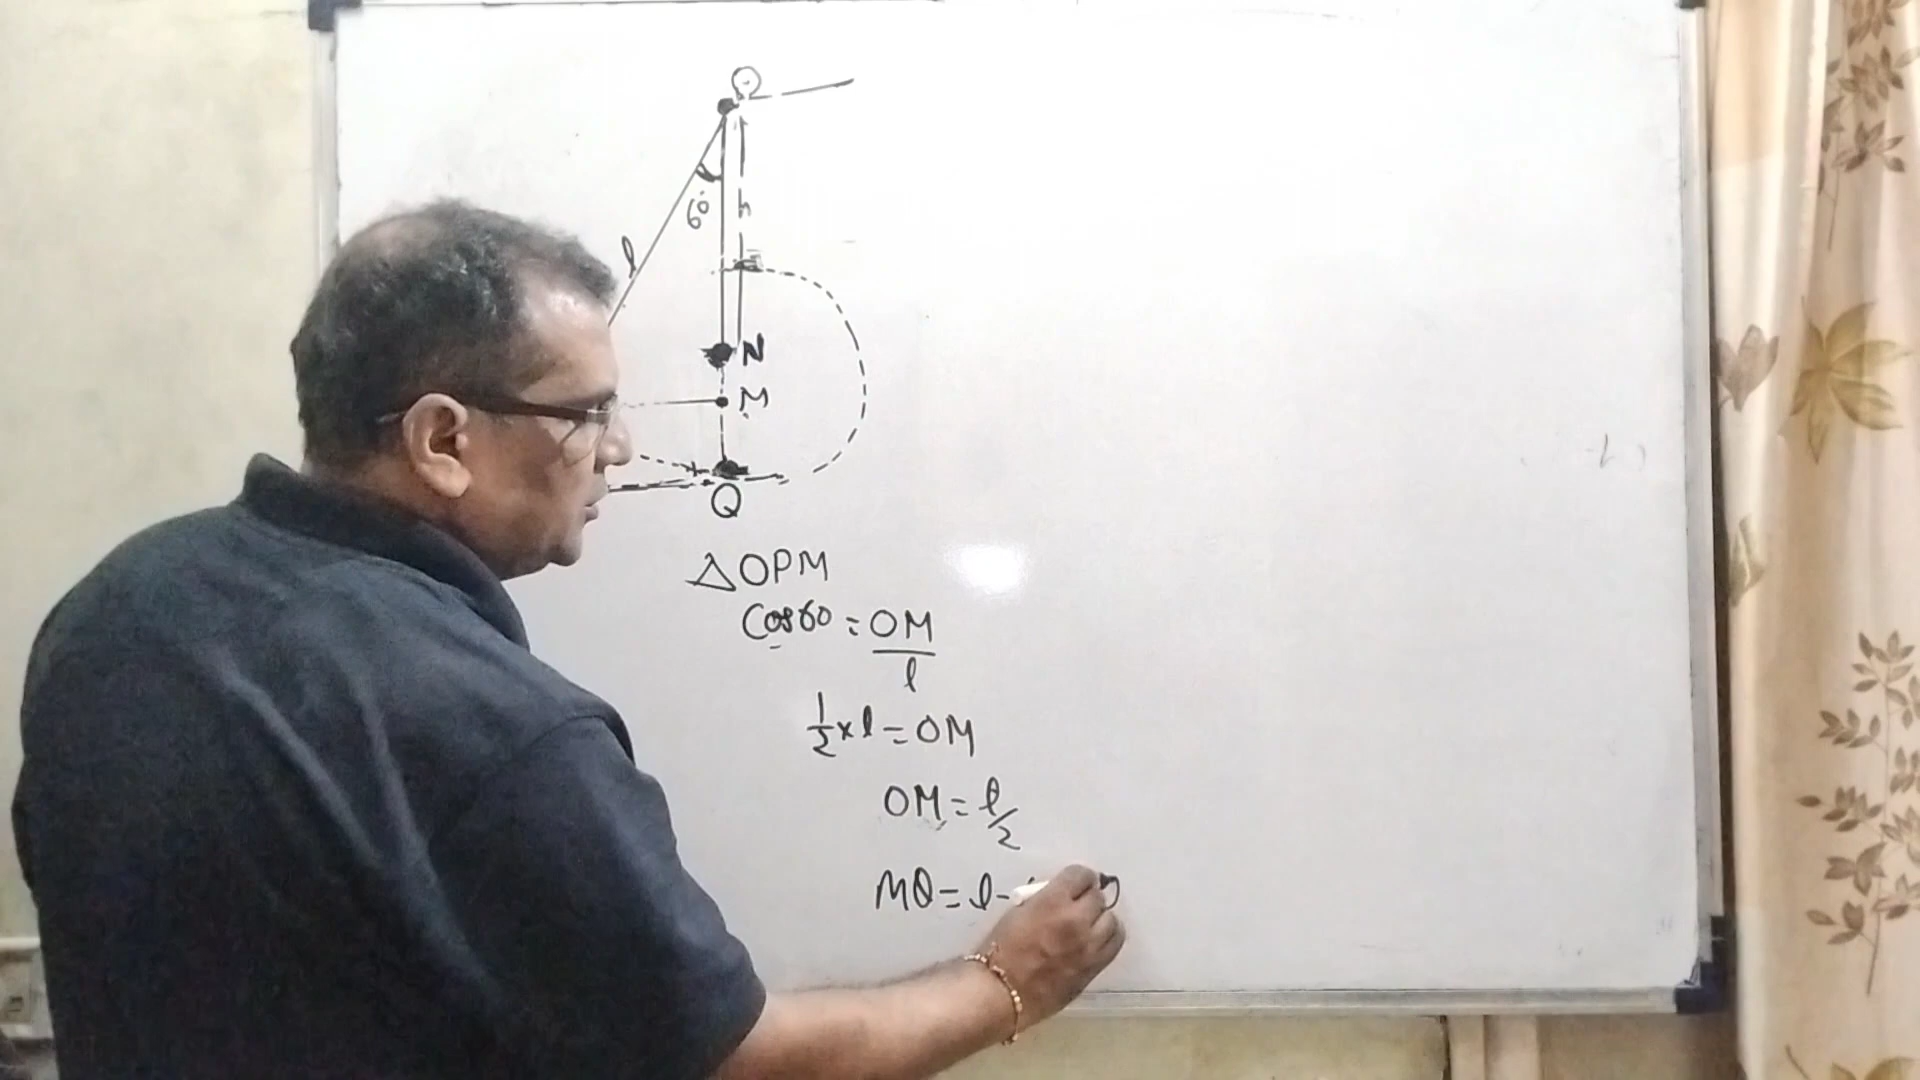 O
60°
h
l
N
M
Q
△OPM
Cos60 = OM/l
1/2 × l = OM
OM = l/2
MQ = l -